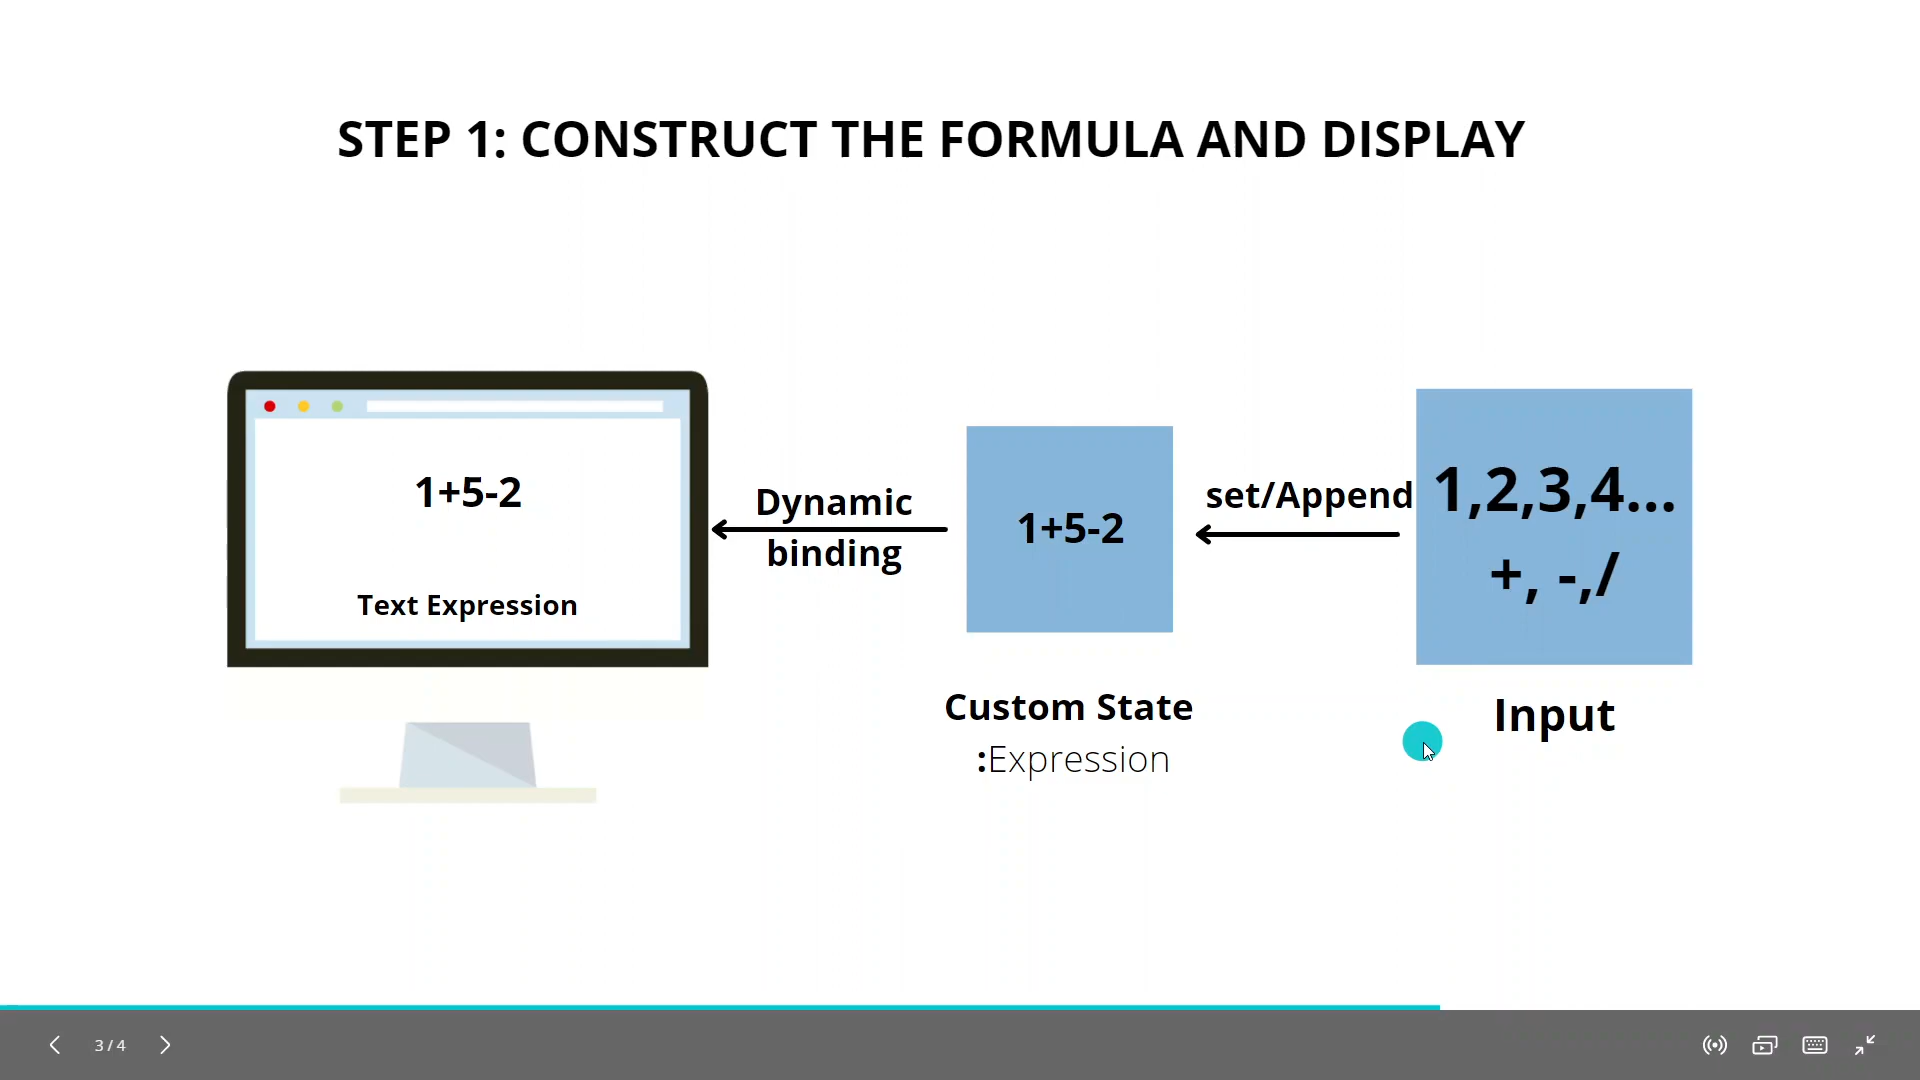 STEP 1: CONSTRUCT THE FORMULA AND DISPLAY
1+5-2
Text Expression
Dynamic
binding
1+5-2
Custom State
:Expression
set/Append
1,2,3,4...
+, -,/
Input
3 / 4